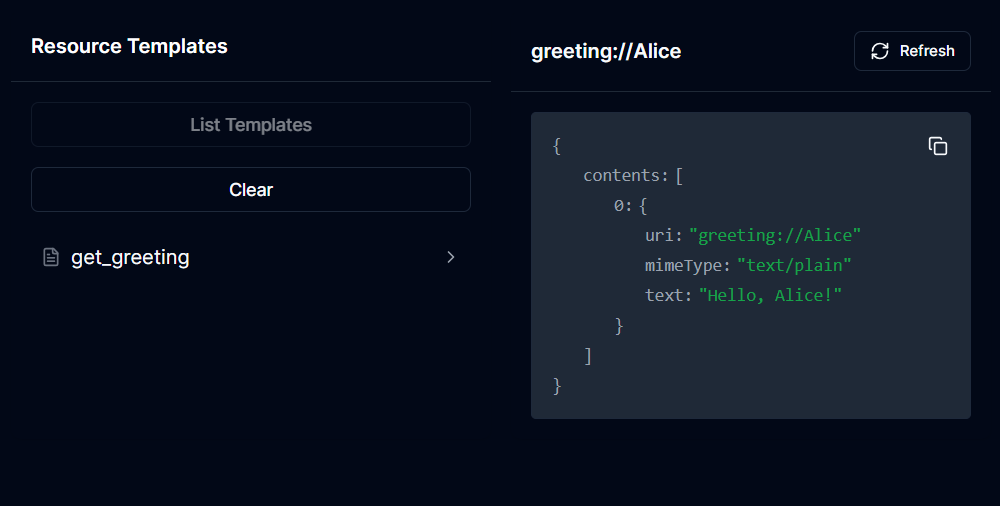 Resource Templates
List Templates
Clear
get_greeting
greeting://Alice
Refresh
{
contents: [
0: {
uri: "greeting://Alice"
mimeType: "text/plain"
text: "Hello, Alice!"
}
]
}